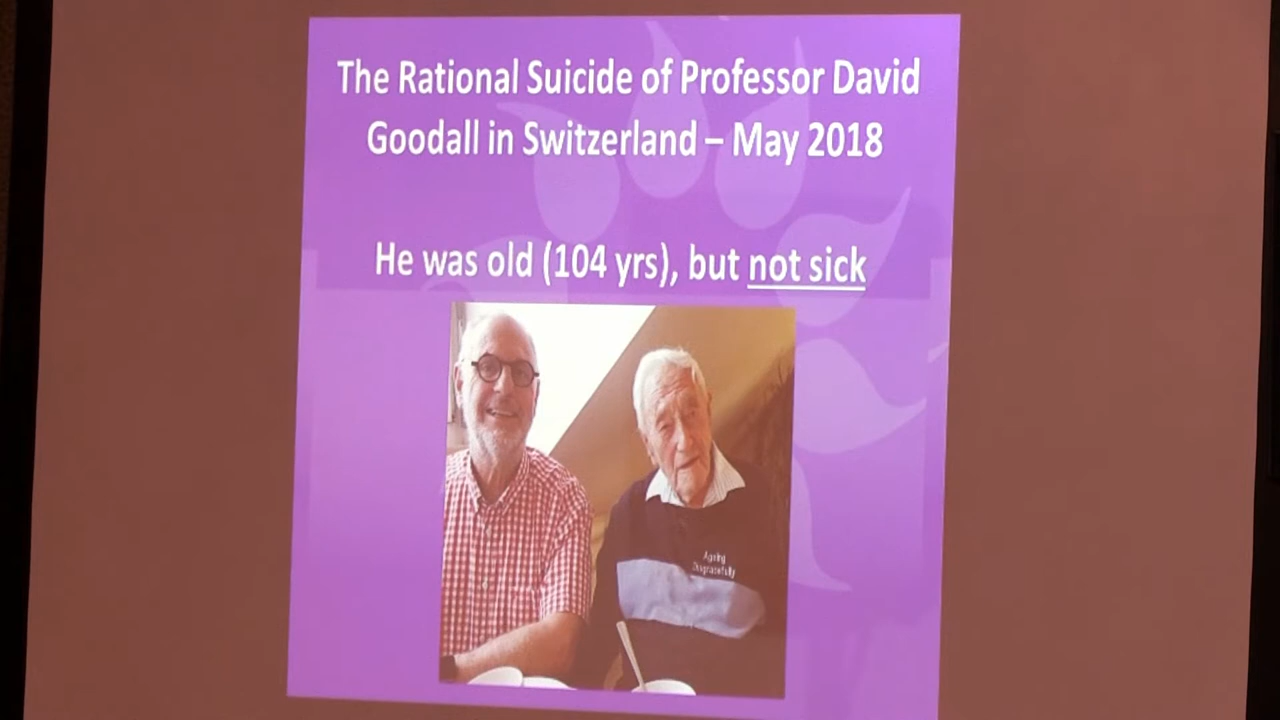 The Rational Suicide of Professor David
Goodall in Switzerland – May 2018
He was old (104 yrs), but not sick
Ageing
Disgracefully